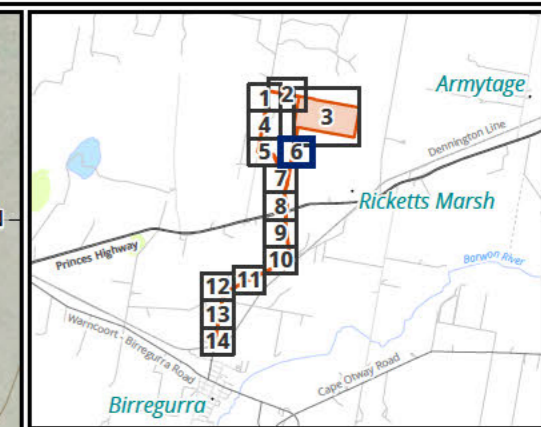 Armytage
1
2
3
4
5
6
Dennington Line
7
Ricketts Marsh
8
Princes Highway
9
10
Barwon River
11
12
13
14
Warncoort - Birregurra Road
Cape Otway Road
Birregurra